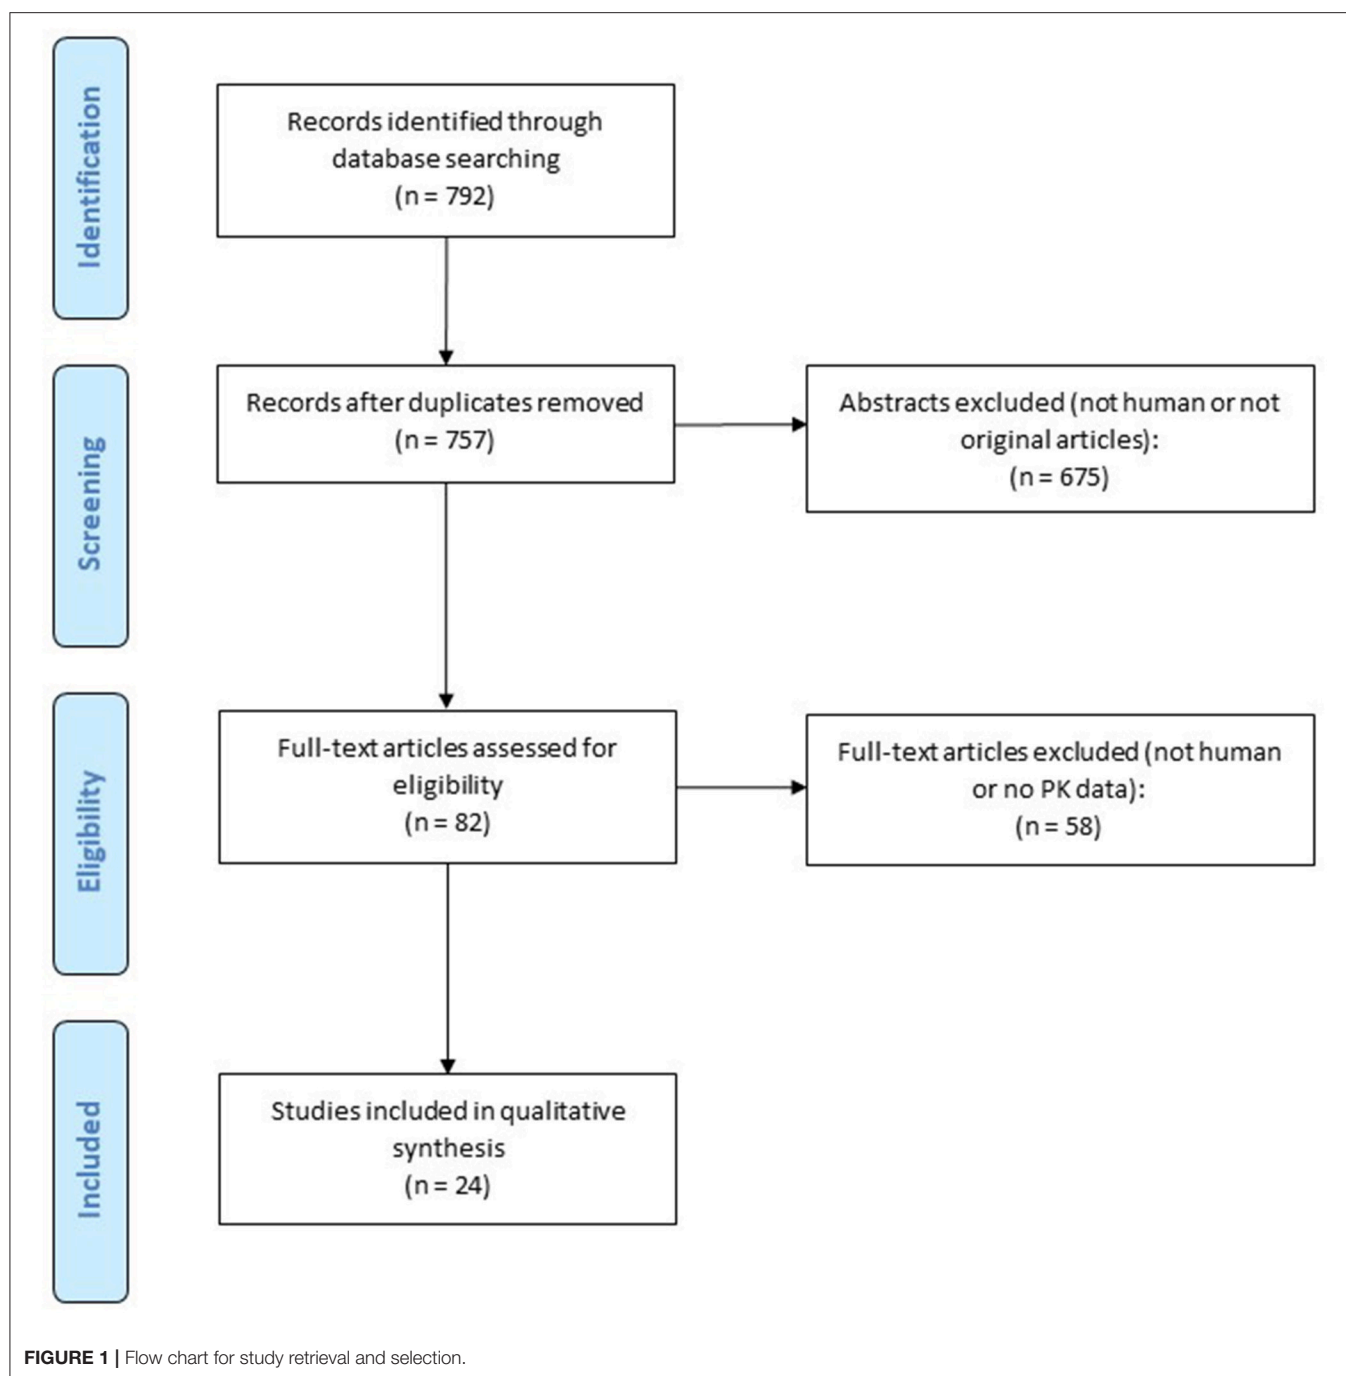 Identification
Records identified through
database searching
(n = 792)
Screening
Records after duplicates removed
(n = 757)
Abstracts excluded (not human or not
original articles):
(n = 675)
Eligibility
Full-text articles assessed for
eligibility
(n = 82)
Full-text articles excluded (not human
or no PK data):
(n = 58)
Included
Studies included in qualitative
synthesis
(n = 24)
FIGURE 1 | Flow chart for study retrieval and selection.